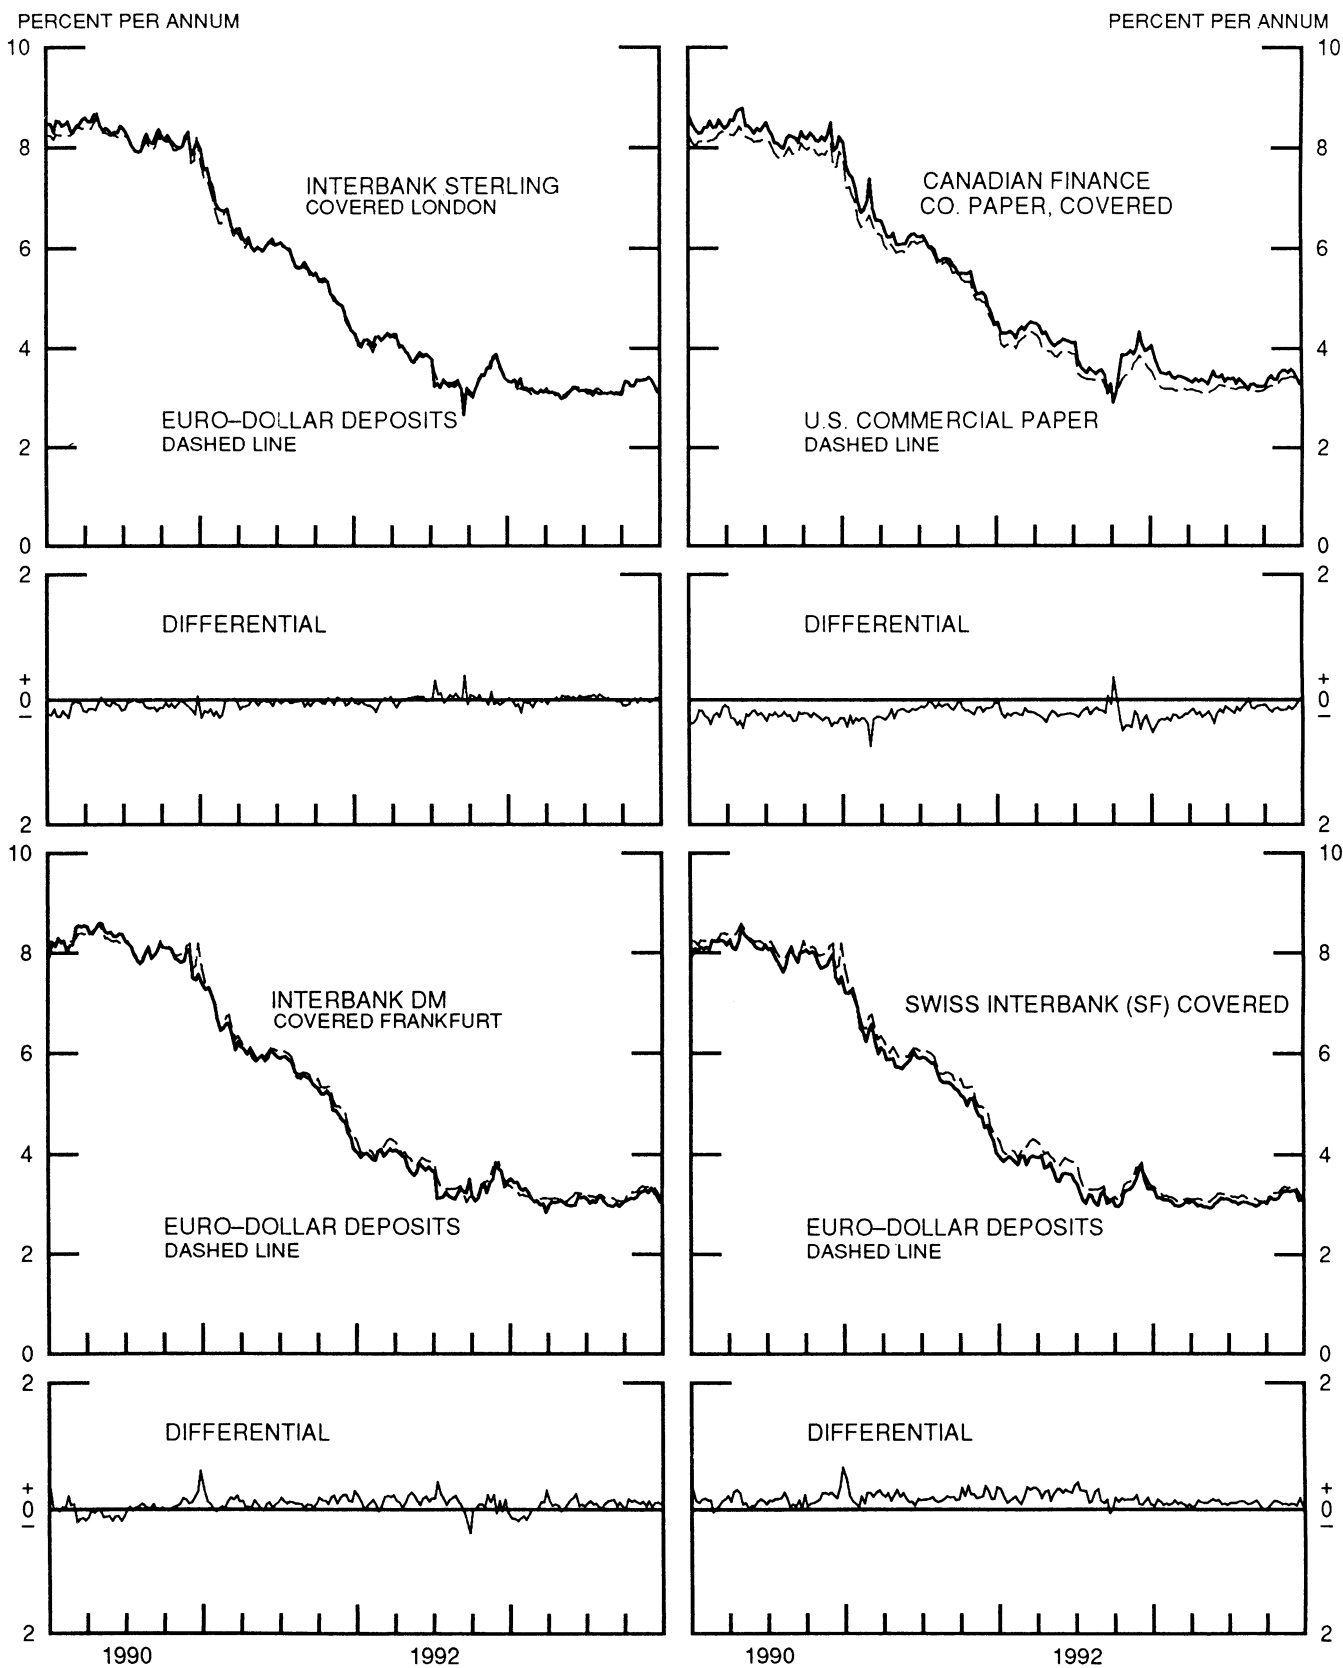 PERCENT PER ANNUM
PERCENT PER ANNUM
10
8
6
4
2
0
INTERBANK STERLING
COVERED LONDON
EURO–DOLLAR DEPOSITS
DASHED LINE
CANADIAN FINANCE
CO. PAPER, COVERED
U.S. COMMERCIAL PAPER
DASHED LINE
10
8
6
4
2
0
2
+
0
–
2
DIFFERENTIAL
DIFFERENTIAL
2
+
0
–
2
10
8
6
4
2
0
INTERBANK DM
COVERED FRANKFURT
EURO–DOLLAR DEPOSITS
DASHED LINE
SWISS INTERBANK (SF) COVERED
EURO–DOLLAR DEPOSITS
DASHED LINE
10
8
6
4
2
0
2
+
0
–
2
DIFFERENTIAL
DIFFERENTIAL
2
+
0
–
2
1990
1992
1990
1992